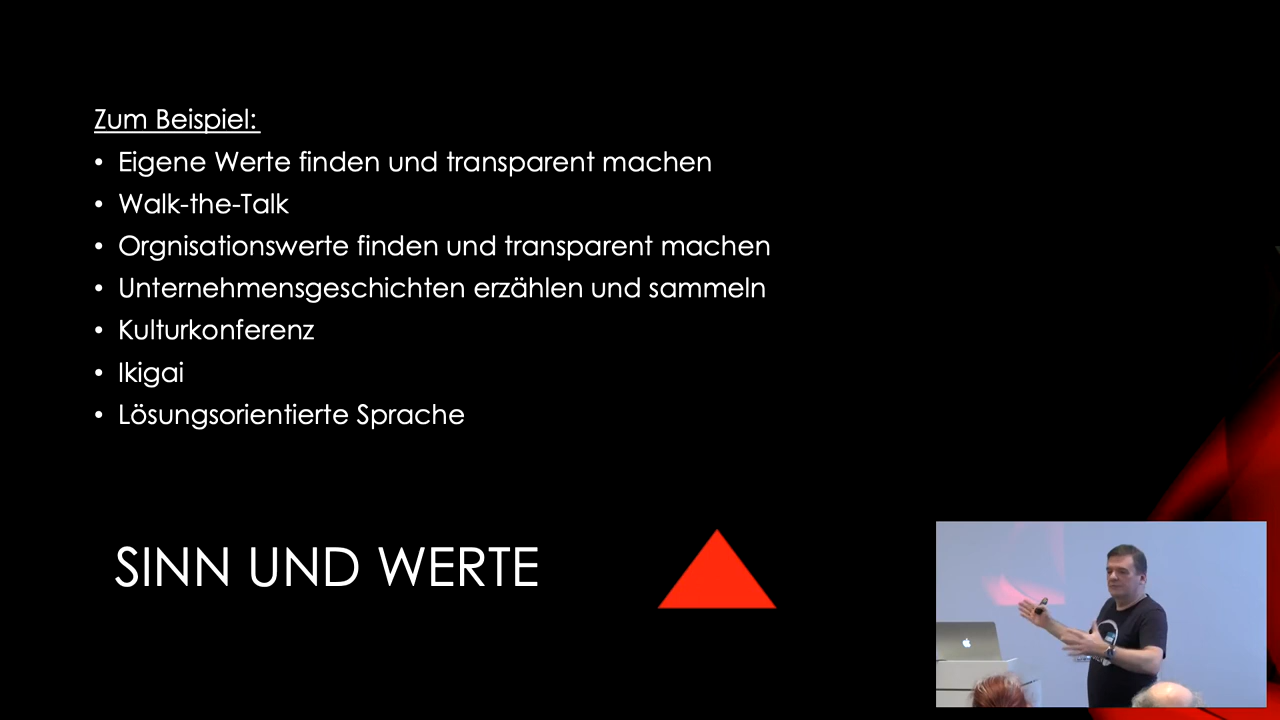 Zum Beispiel:
• Eigene Werte finden und transparent machen
• Walk-the-Talk
• Orgnisationswerte finden und transparent machen
• Unternehmensgeschichten erzählen und sammeln
• Kulturkonferenz
• Ikigai
• Lösungsorientierte Sprache
SINN UND WERTE